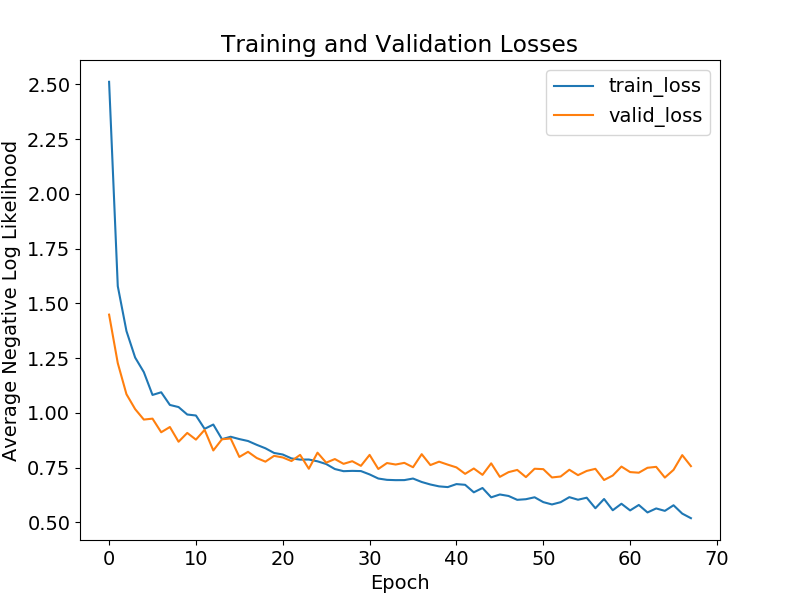 Training and Validation Losses
train_loss
valid_loss
Average Negative Log Likelihood
2.50
2.25
2.00
1.75
1.50
1.25
1.00
0.75
0.50
0 10 20 30 40 50 60 70
Epoch